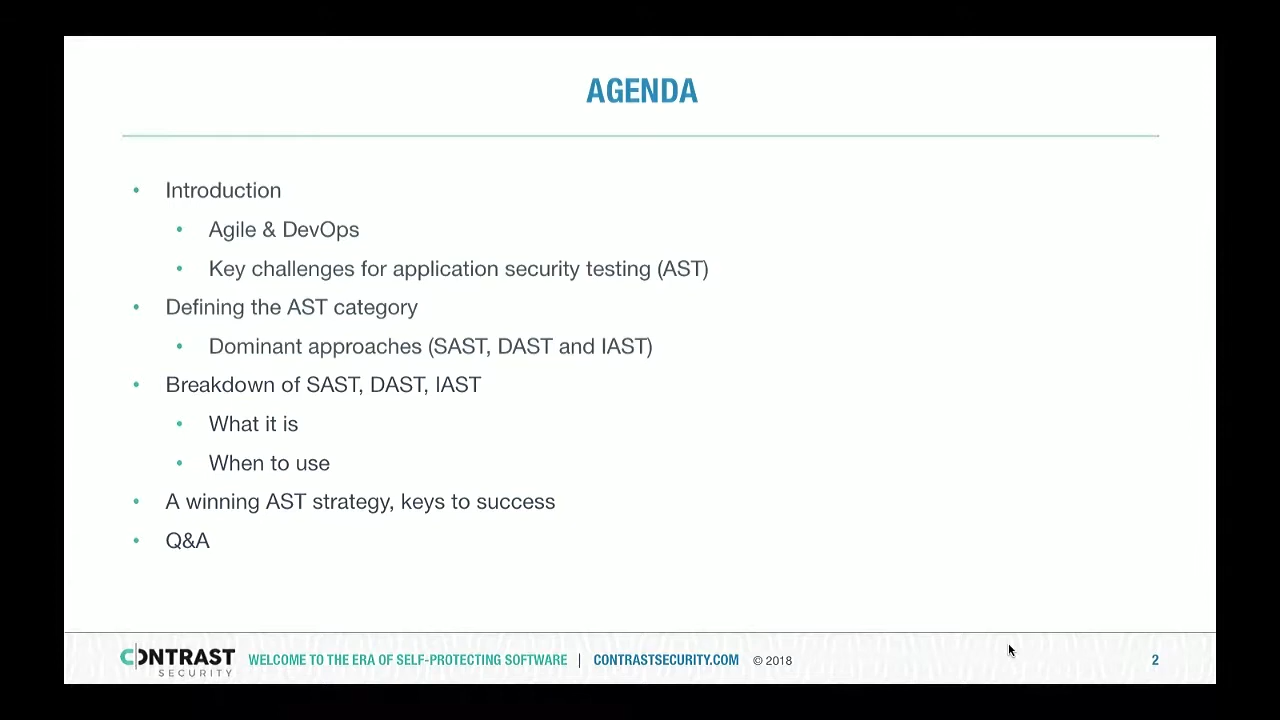 AGENDA
• Introduction
• Agile & DevOps
• Key challenges for application security testing (AST)
• Defining the AST category
• Dominant approaches (SAST, DAST and IAST)
• Breakdown of SAST, DAST, IAST
• What it is
• When to use
• A winning AST strategy, keys to success
• Q&A
CONTRAST SECURITY WELCOME TO THE ERA OF SELF-PROTECTING SOFTWARE | CONTRASTSECURITY.COM © 2018 2